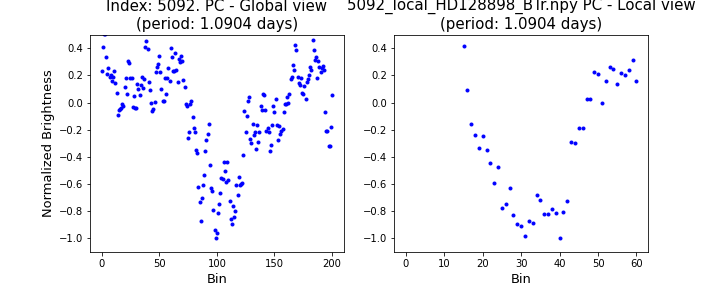 Index: 5092. PC - Global view
(period: 1.0904 days)
5092_local_HD128898_BTr.npy PC - Local view
(period: 1.0904 days)
Normalized Brightness
0.4
0.2
0.0
−0.2
−0.4
−0.6
−0.8
−1.0
0 50 100 150 200
Bin
0.4
0.2
0.0
−0.2
−0.4
−0.6
−0.8
−1.0
0 10 20 30 40 50 60
Bin